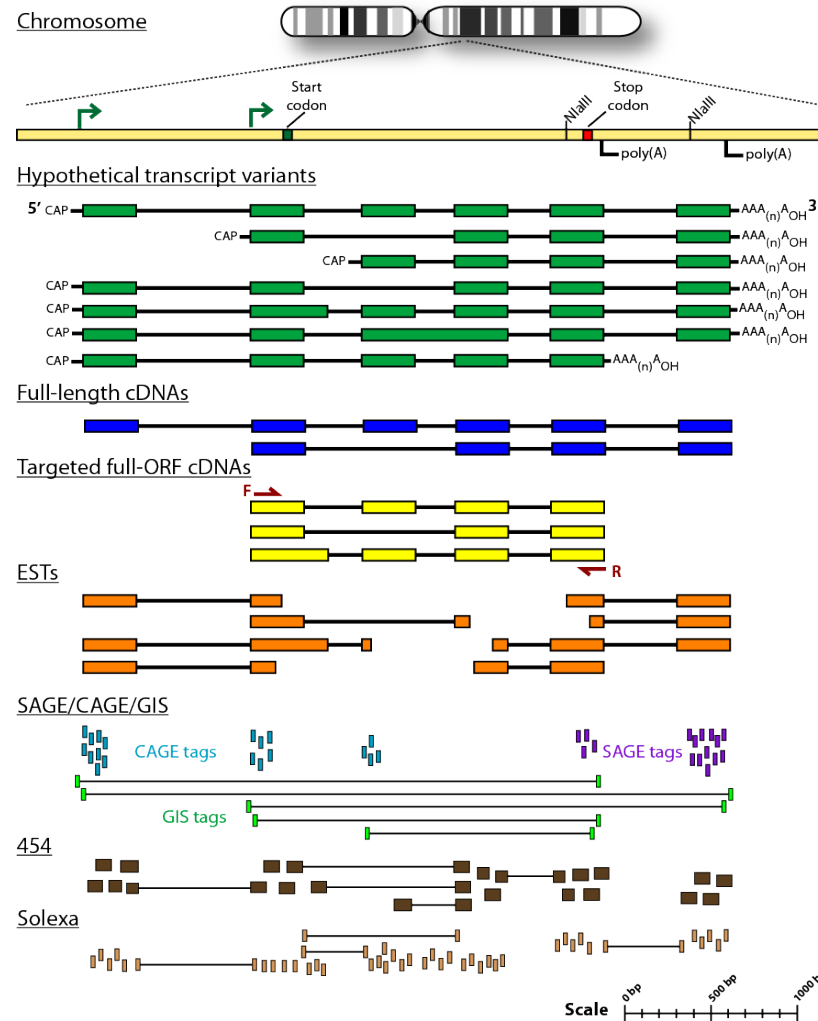 Chromosome
Start
codon
NlaIII
Stop
codon
NlaIII
poly(A)
poly(A)
Hypothetical transcript variants
5’ CAP AAA(n)AOH 3
CAP AAA(n)AOH
CAP AAA(n)AOH
CAP AAA(n)AOH
CAP AAA(n)AOH
CAP AAA(n)AOH
CAP AAA(n)AOH
Full-length cDNAs
Targeted full-ORF cDNAs
F
R
ESTs
SAGE/CAGE/GIS
CAGE tags
SAGE tags
GIS tags
454
Solexa
Scale
0 bp
500 bp
1000 b